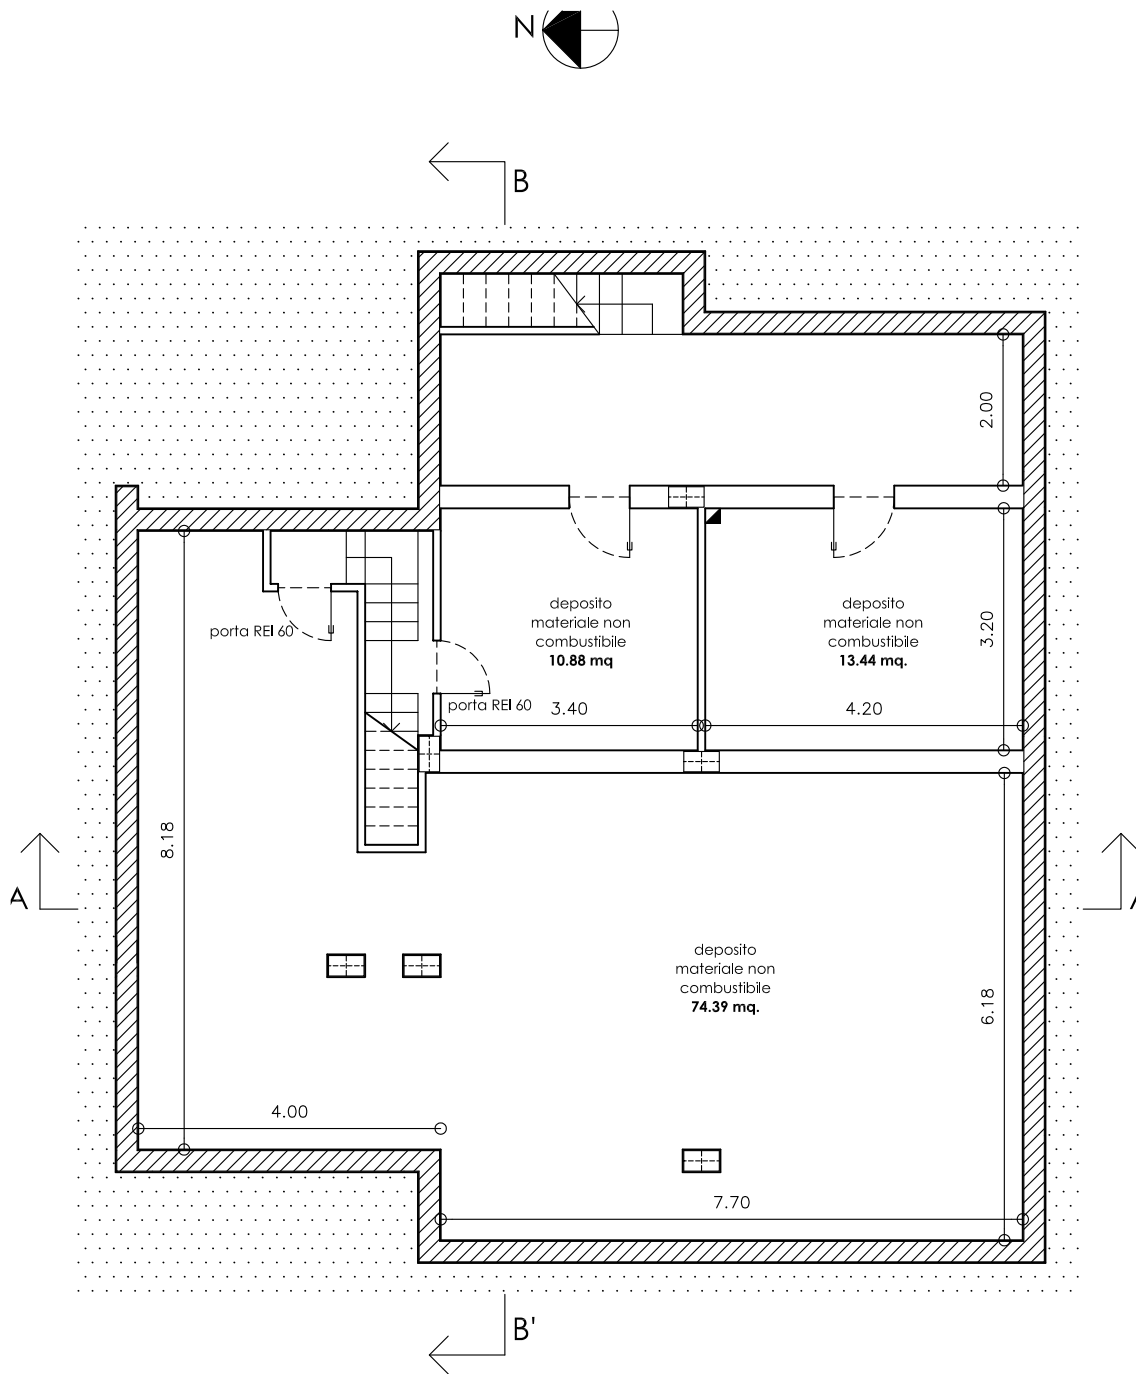 N
B
2.00
deposito
materiale non
combustibile
10.88 mq
deposito
materiale non
combustibile
13.44 mq.
3.20
porta REI 60
porta REI 60
3.40
4.20
8.18
A
deposito
materiale non
combustibile
74.39 mq.
6.18
4.00
7.70
B'